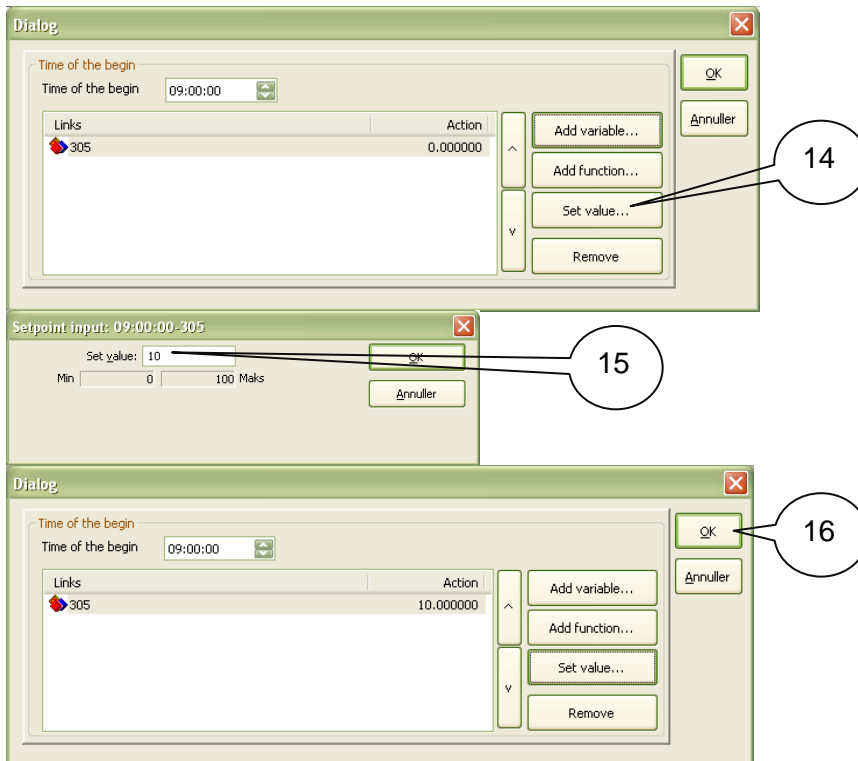 Dialog
Time of the begin
OK
Time of the begin 09:00:00
Links Action
Annuller
305 0.000000
Add variable...
^
14
Add function...
Set value...
v
Remove
Setpoint input: 09:00:00-305
Set value: 10
OK
15
Min 0 100 Maks
Annuller
Dialog
Time of the begin
OK
16
Time of the begin 09:00:00
Links Action
Annuller
305 10.000000
Add variable...
^
Add function...
Set value...
v
Remove